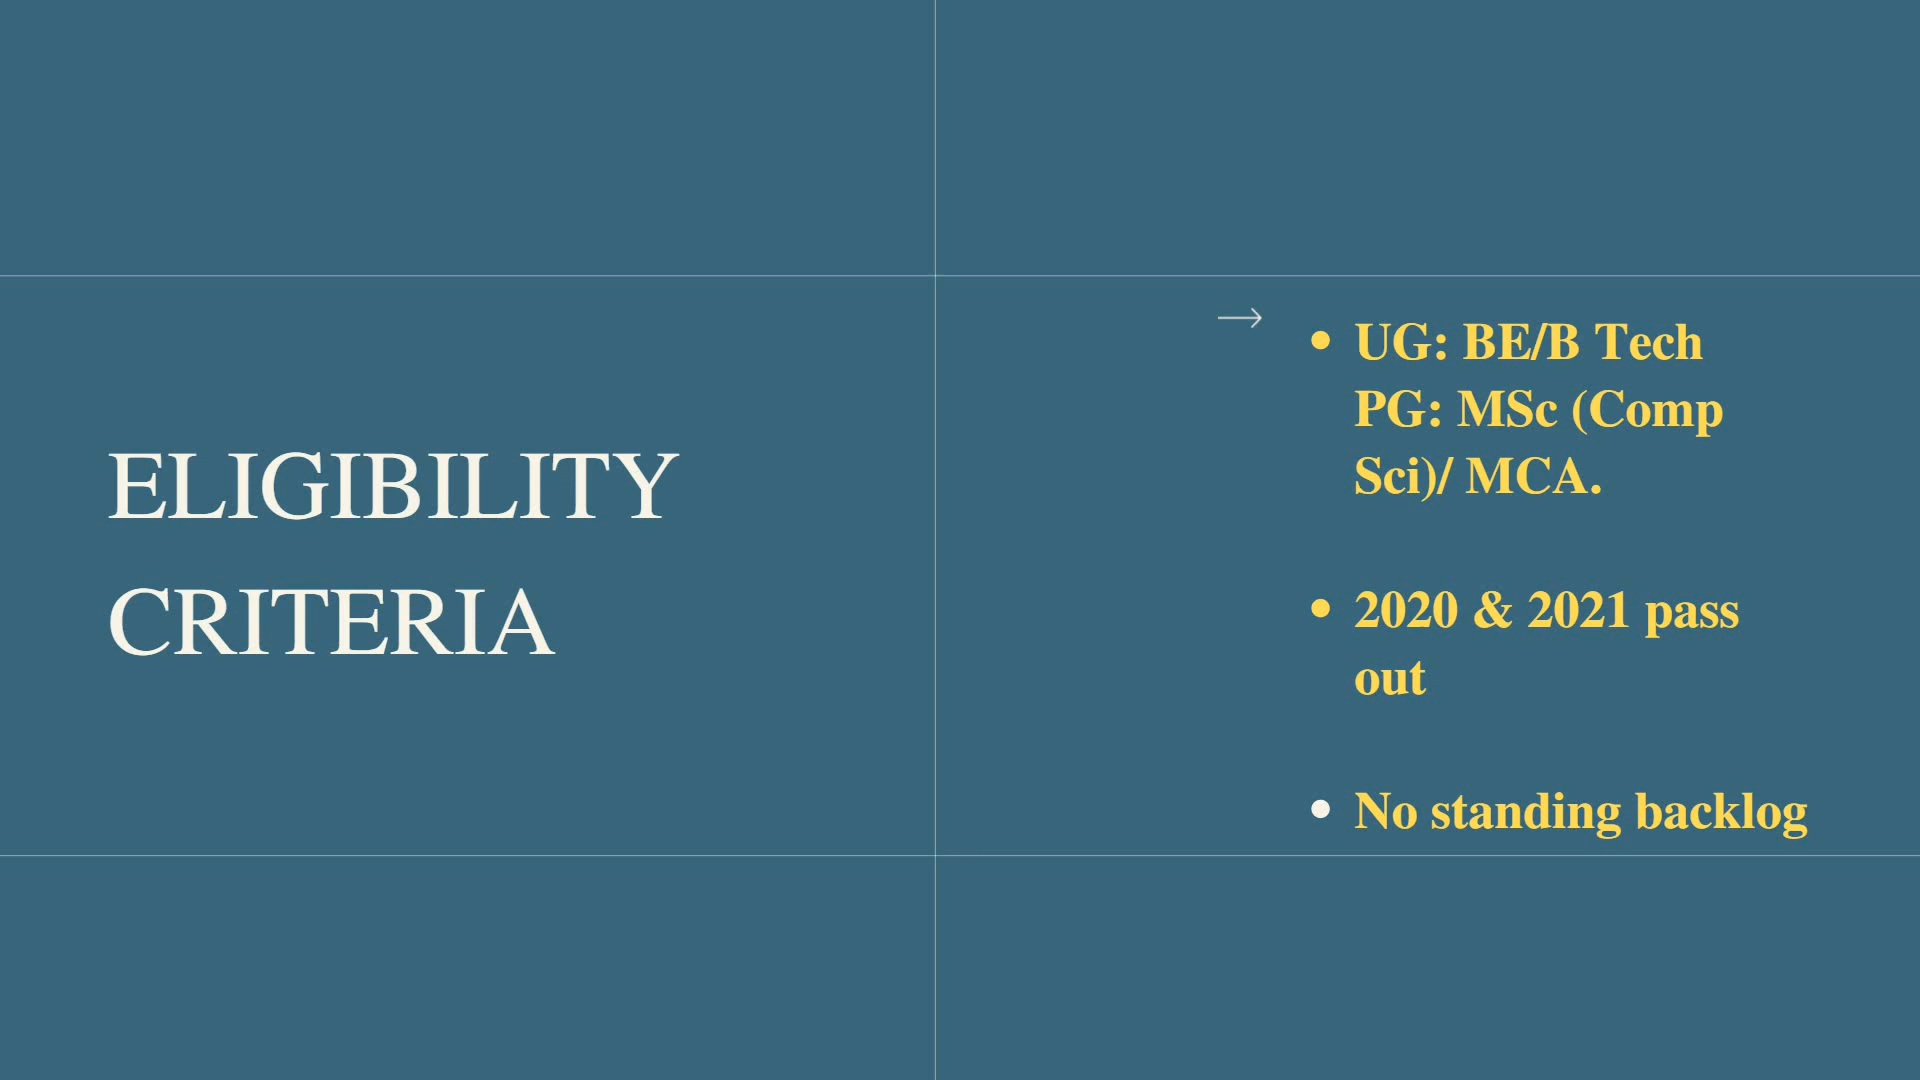 ELIGIBILITY
CRITERIA
• UG: BE/B Tech
PG: MSc (Comp
Sci)/ MCA.
• 2020 & 2021 pass
out
• No standing backlog